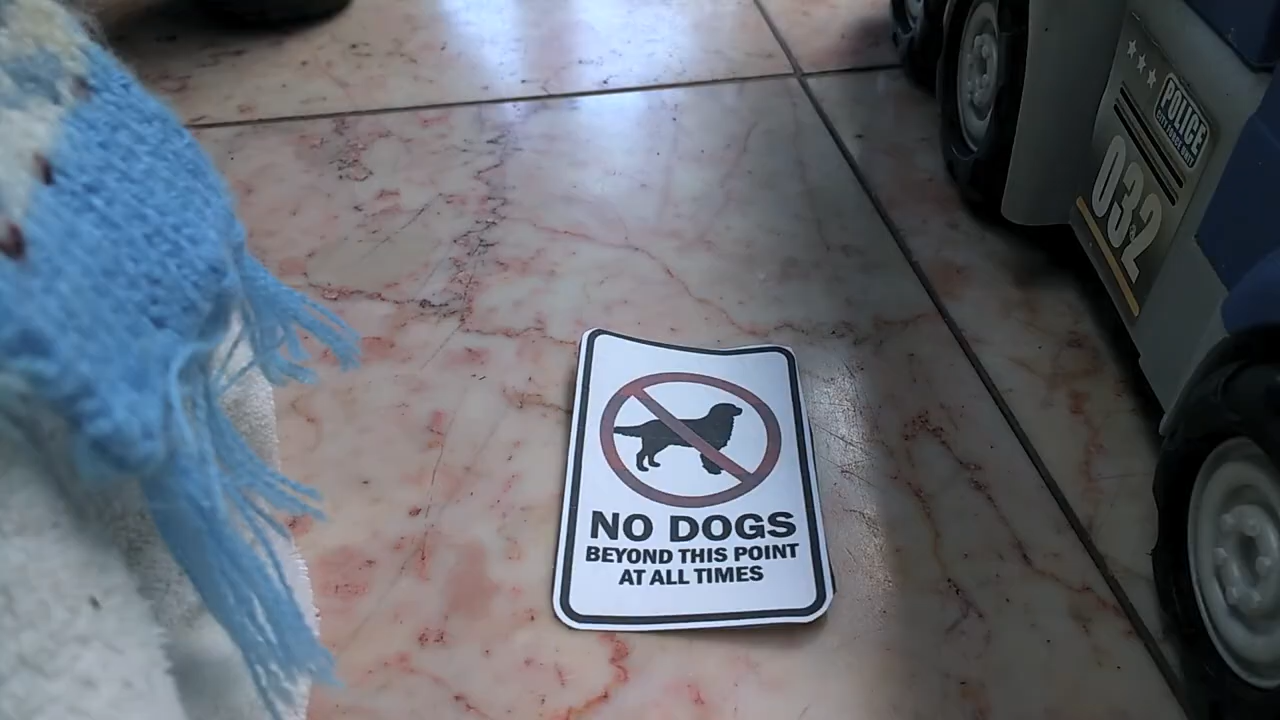 POLICE
032
NO DOGS
BEYOND THIS POINT
AT ALL TIMES